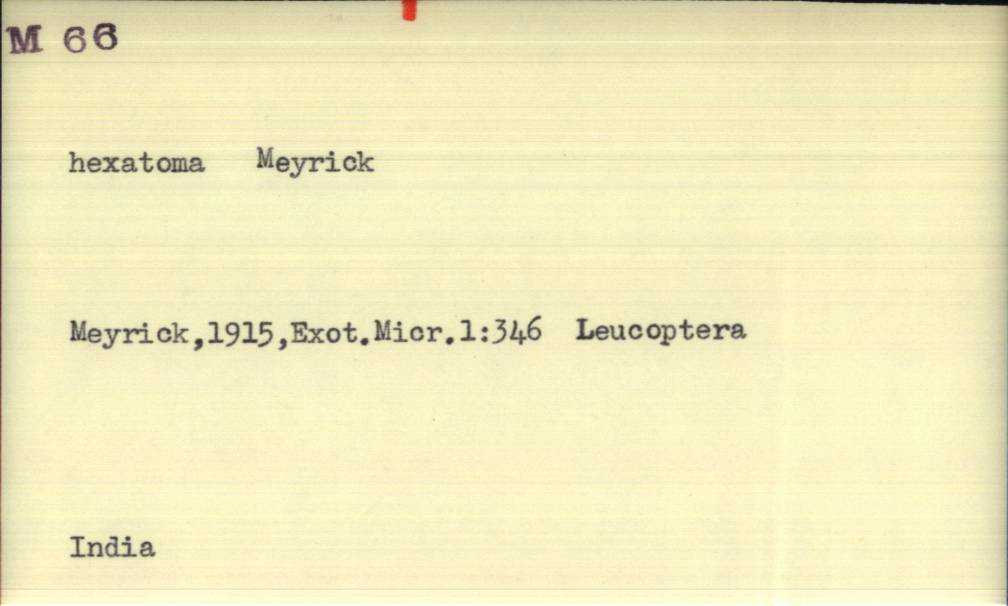 M 66
hexatoma Meyrick
Meyrick,1915,Exot.Micr.1:346 Leucoptera
India